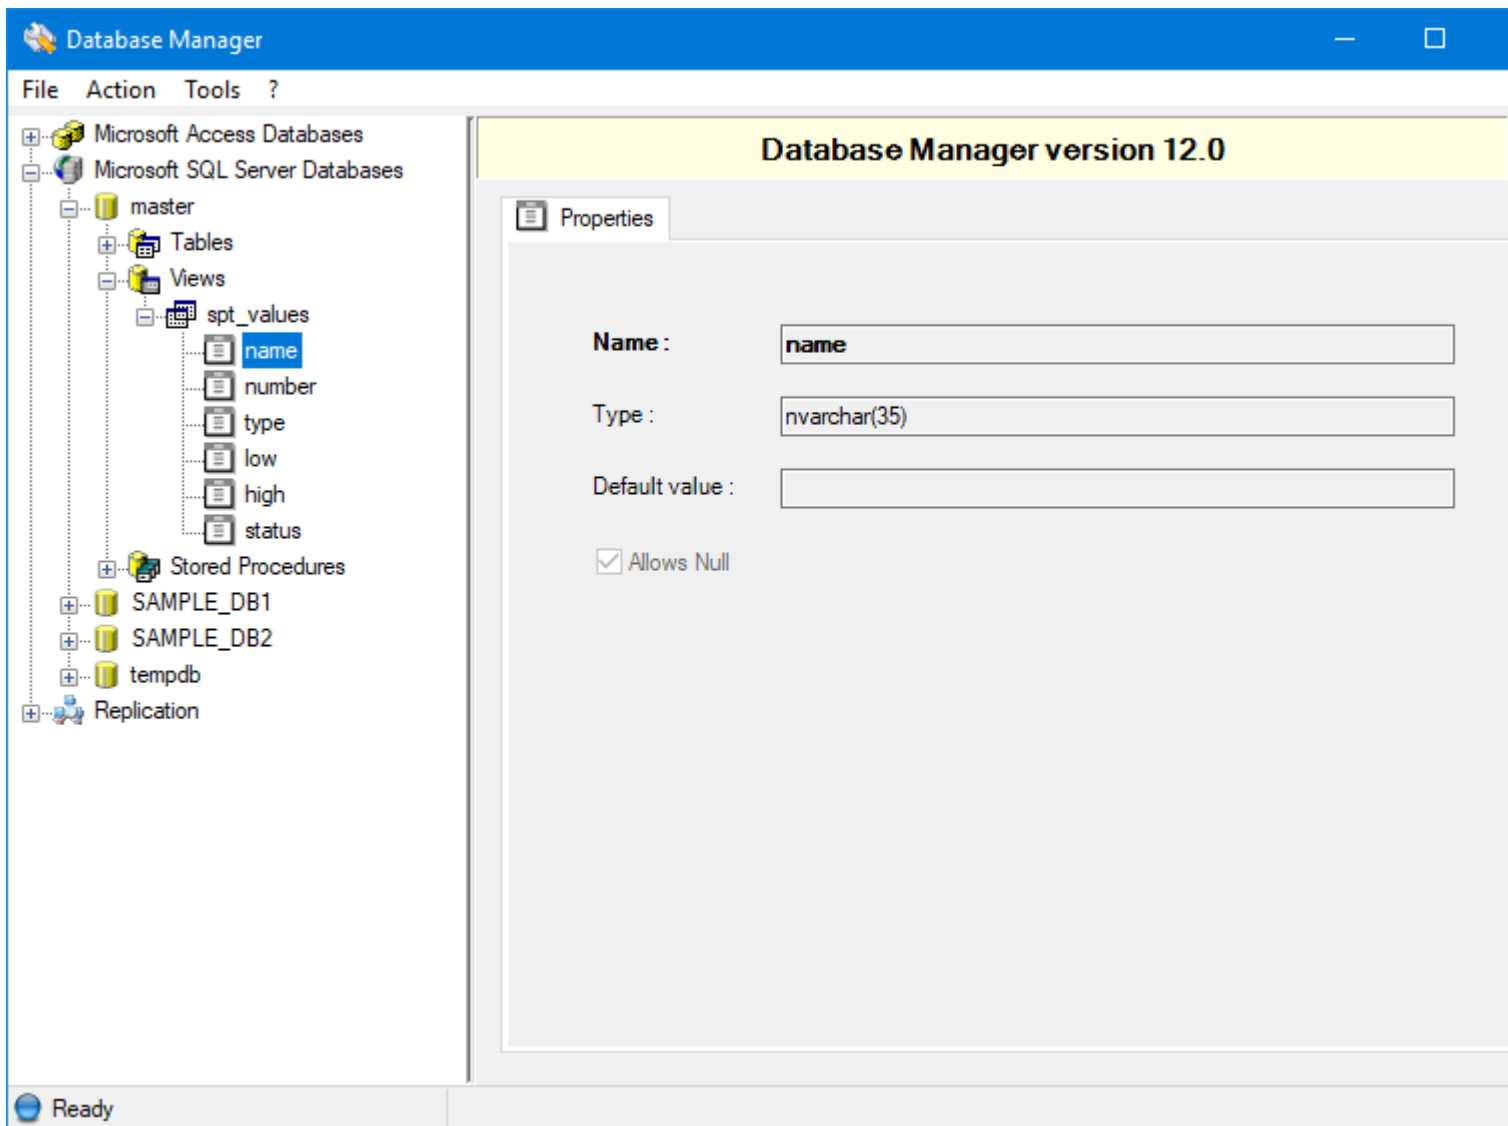 Database Manager
File Action Tools ?
Microsoft Access Databases
Microsoft SQL Server Databases
master
Tables
Views
spt_values
name
number
type
low
high
status
Stored Procedures
SAMPLE_DB1
SAMPLE_DB2
tempdb
Replication
Database Manager version 12.0
Properties
Name : name
Type : nvarchar(35)
Default value :
Allows Null
Ready